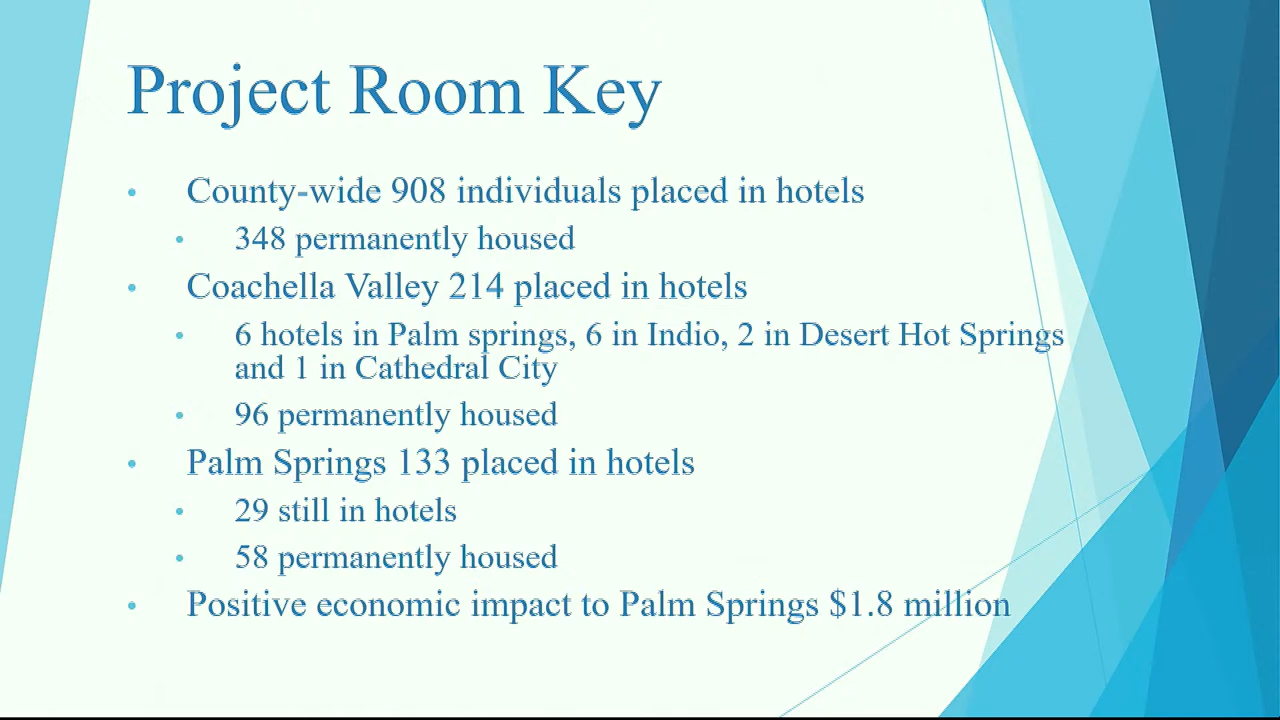 Project Room Key
• County-wide 908 individuals placed in hotels
• 348 permanently housed
• Coachella Valley 214 placed in hotels
• 6 hotels in Palm springs, 6 in Indio, 2 in Desert Hot Springs
and 1 in Cathedral City
• 96 permanently housed
• Palm Springs 133 placed in hotels
• 29 still in hotels
• 58 permanently housed
• Positive economic impact to Palm Springs $1.8 million